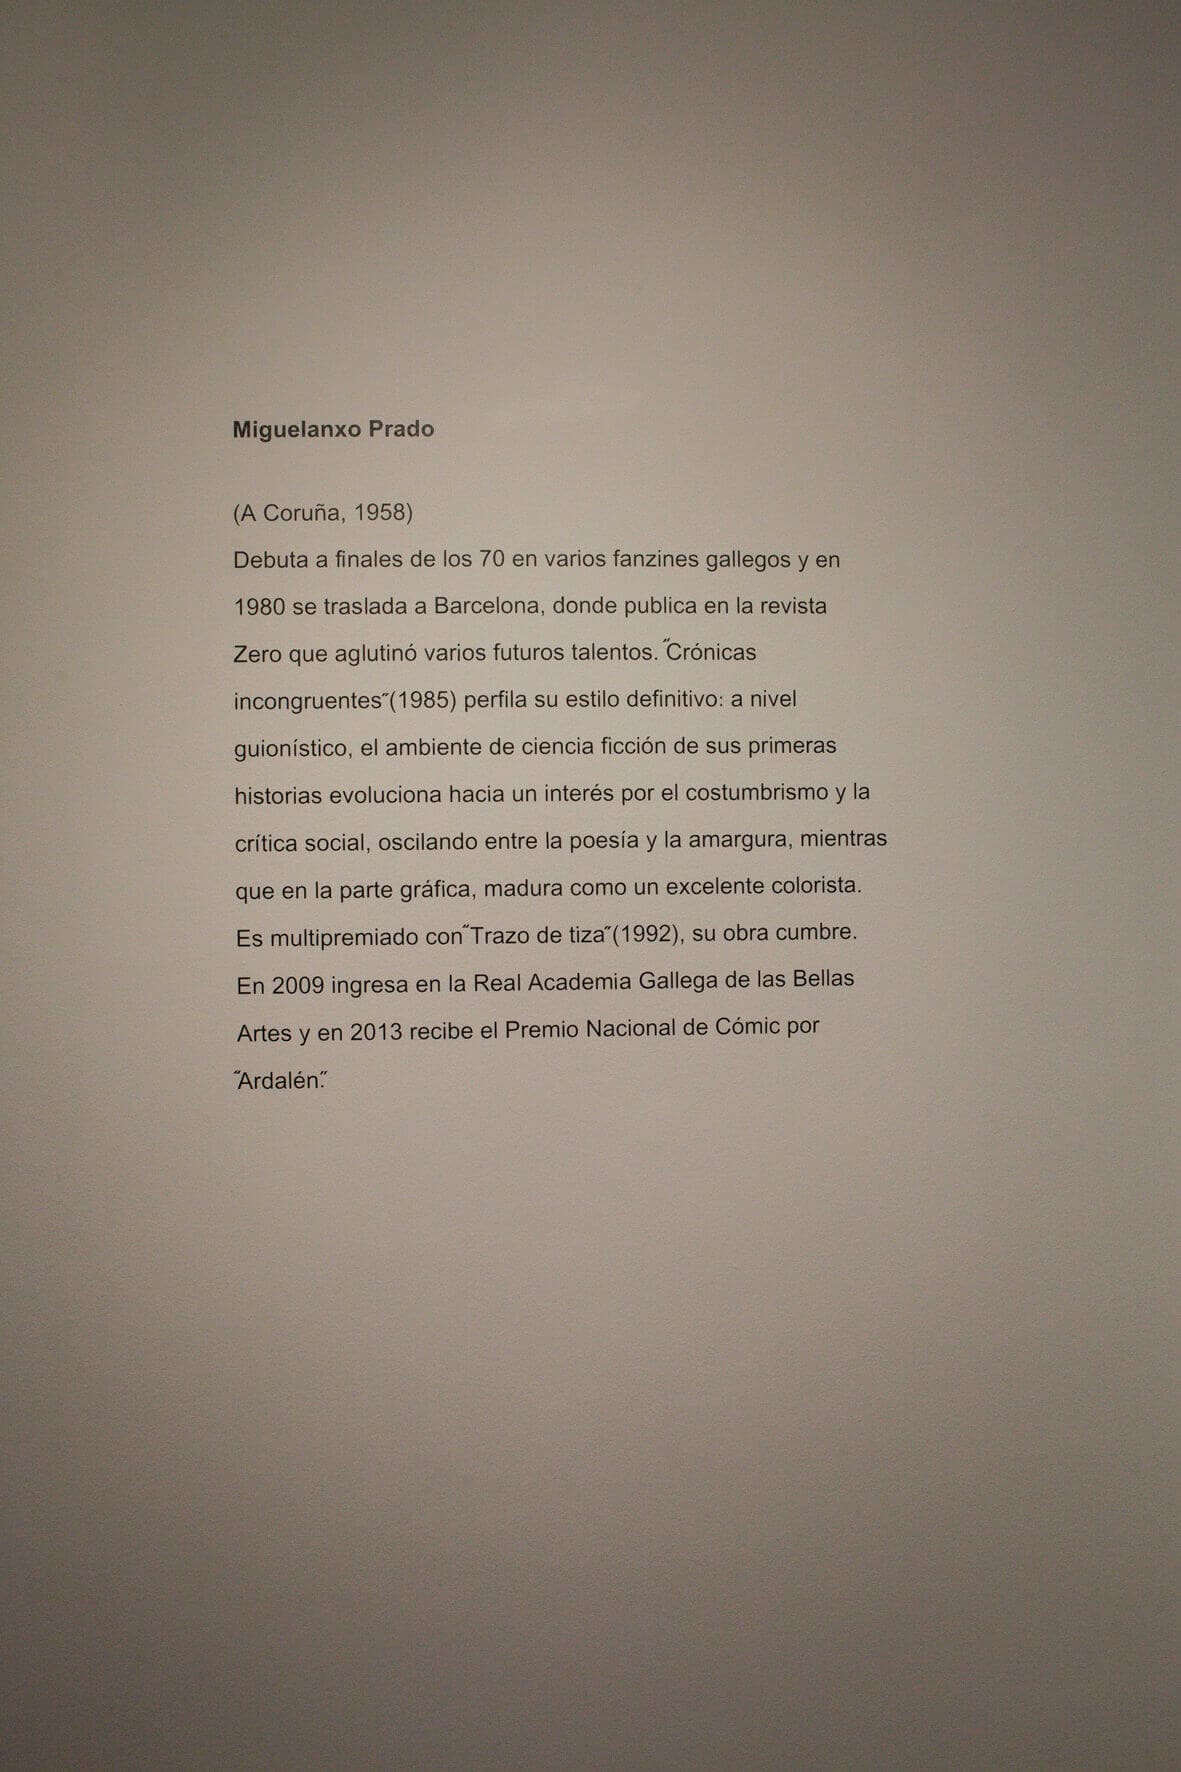 Miguelanxo Prado
(A Coruña, 1958)
Debuta a finales de los 70 en varios fanzines gallegos y en
1980 se traslada a Barcelona, donde publica en la revista
Zero que aglutinó varios futuros talentos. ˝Crónicas
incongruentes˝(1985) perfila su estilo definitivo: a nivel
guionístico, el ambiente de ciencia ficción de sus primeras
historias evoluciona hacia un interés por el costumbrismo y la
crítica social, oscilando entre la poesía y la amargura, mientras
que en la parte gráfica, madura como un excelente colorista.
Es multipremiado con˝Trazo de tiza˝(1992), su obra cumbre.
En 2009 ingresa en la Real Academia Gallega de las Bellas
Artes y en 2013 recibe el Premio Nacional de Cómic por
˝Ardalén˝.